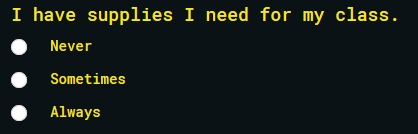 I have supplies I need for my class.
Never
Sometimes
Always